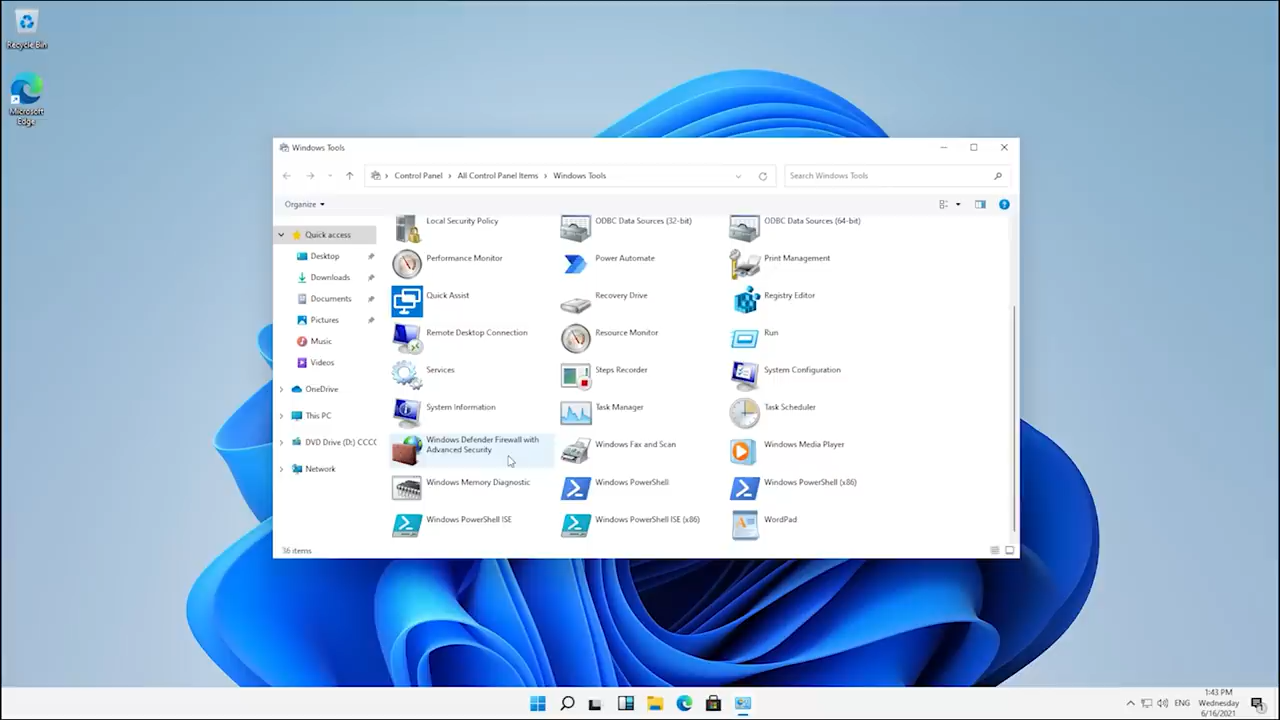 Recycle Bin
Microsoft
Edge
Windows Tools
Control Panel
All Control Panel Items
Windows Tools
Search Windows Tools
Organize
Quick access
Desktop
Downloads
Documents
Pictures
Music
Videos
OneDrive
This PC
DVD Drive (D:) CCCO
Network
Local Security Policy
ODBC Data Sources (32-bit)
ODBC Data Sources (64-bit)
Performance Monitor
Power Automate
Print Management
Quick Assist
Recovery Drive
Registry Editor
Remote Desktop Connection
Resource Monitor
Run
Services
Steps Recorder
System Configuration
System Information
Task Manager
Task Scheduler
Windows Defender Firewall with
Advanced Security
Windows Fax and Scan
Windows Media Player
Windows Memory Diagnostic
Windows PowerShell
Windows PowerShell (x86)
Windows PowerShell ISE
Windows PowerShell ISE (x86)
WordPad
36 items
ENG
1:43 PM
Wednesday
6/16/2021